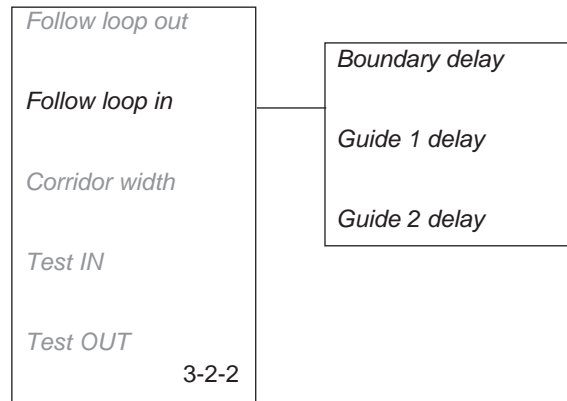 Follow loop out
Follow loop in
Corridor width
Test IN
Test OUT
3-2-2
Boundary delay
Guide 1 delay
Guide 2 delay